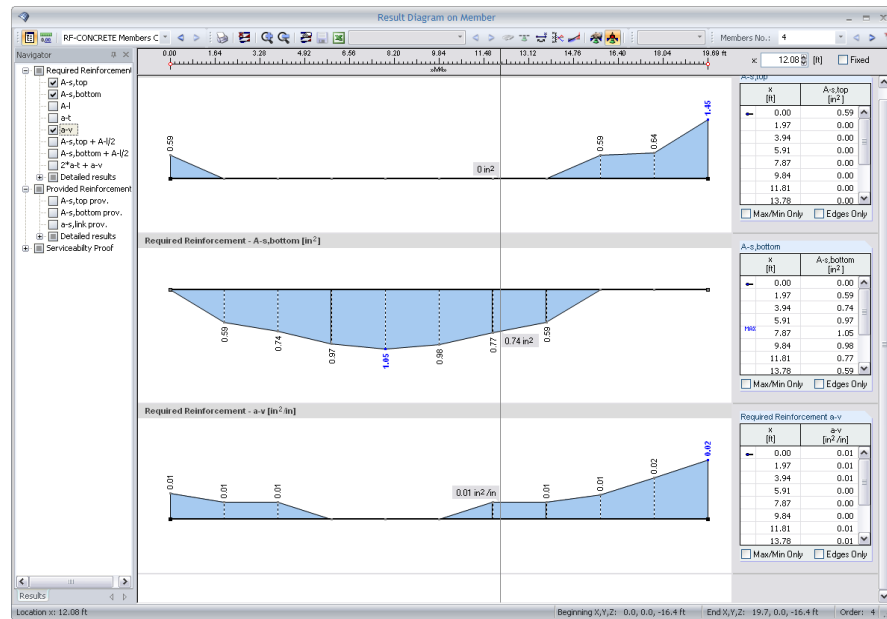 Result Diagram on Member
RF-CONCRETE Members C
Members No.: 4
Navigator
0.00 1.64 3.28 4.92 6.56 8.20 9.84 11.48 13.12 14.76 16.40 18.04 19.69 ft
x: 12.08 [ft] Fixed
Required Reinforcement
A-s,top
A-s,bottom
A-l
a-t
a-v
A-s,top + A-l/2
A-s,bottom + A-l/2
2*a-t + a-v
Detailed results
Provided Reinforcement
A-s,top prov.
A-s,bottom prov.
a-s,link prov.
Detailed results
Serviceability Proof
0.59
0 in²
0.59
0.64
1.45
A-s,top
x [ft] A-s,top [in²]
0.00 0.59
1.97 0.00
3.94 0.00
5.91 0.00
7.87 0.00
9.84 0.00
11.81 0.00
13.78 0.00
Max/Min Only Edges Only
Required Reinforcement - A-s,bottom [in²]
0.59
0.74
0.97
1.05
0.98
0.77
0.74 in²
0.59
A-s,bottom
x [ft] A-s,bottom [in²]
0.00 0.00
1.97 0.59
3.94 0.74
5.91 0.97
MAX 7.87 1.05
9.84 0.98
11.81 0.77
13.78 0.59
Max/Min Only Edges Only
Required Reinforcement - a-v [in²/in]
0.01
0.01
0.01
0.01 in²/in
0.01
0.01
0.02
0.02
Required Reinforcement a-v
x [ft] a-v [in²/in]
0.00 0.01
1.97 0.01
3.94 0.01
5.91 0.00
7.87 0.00
9.84 0.00
11.81 0.01
13.78 0.01
Max/Min Only Edges Only
Results
Location x: 12.08 ft
Beginning X,Y,Z: 0.0, 0.0, -16.4 ft
End X,Y,Z: 19.7, 0.0, -16.4 ft
Order: 4